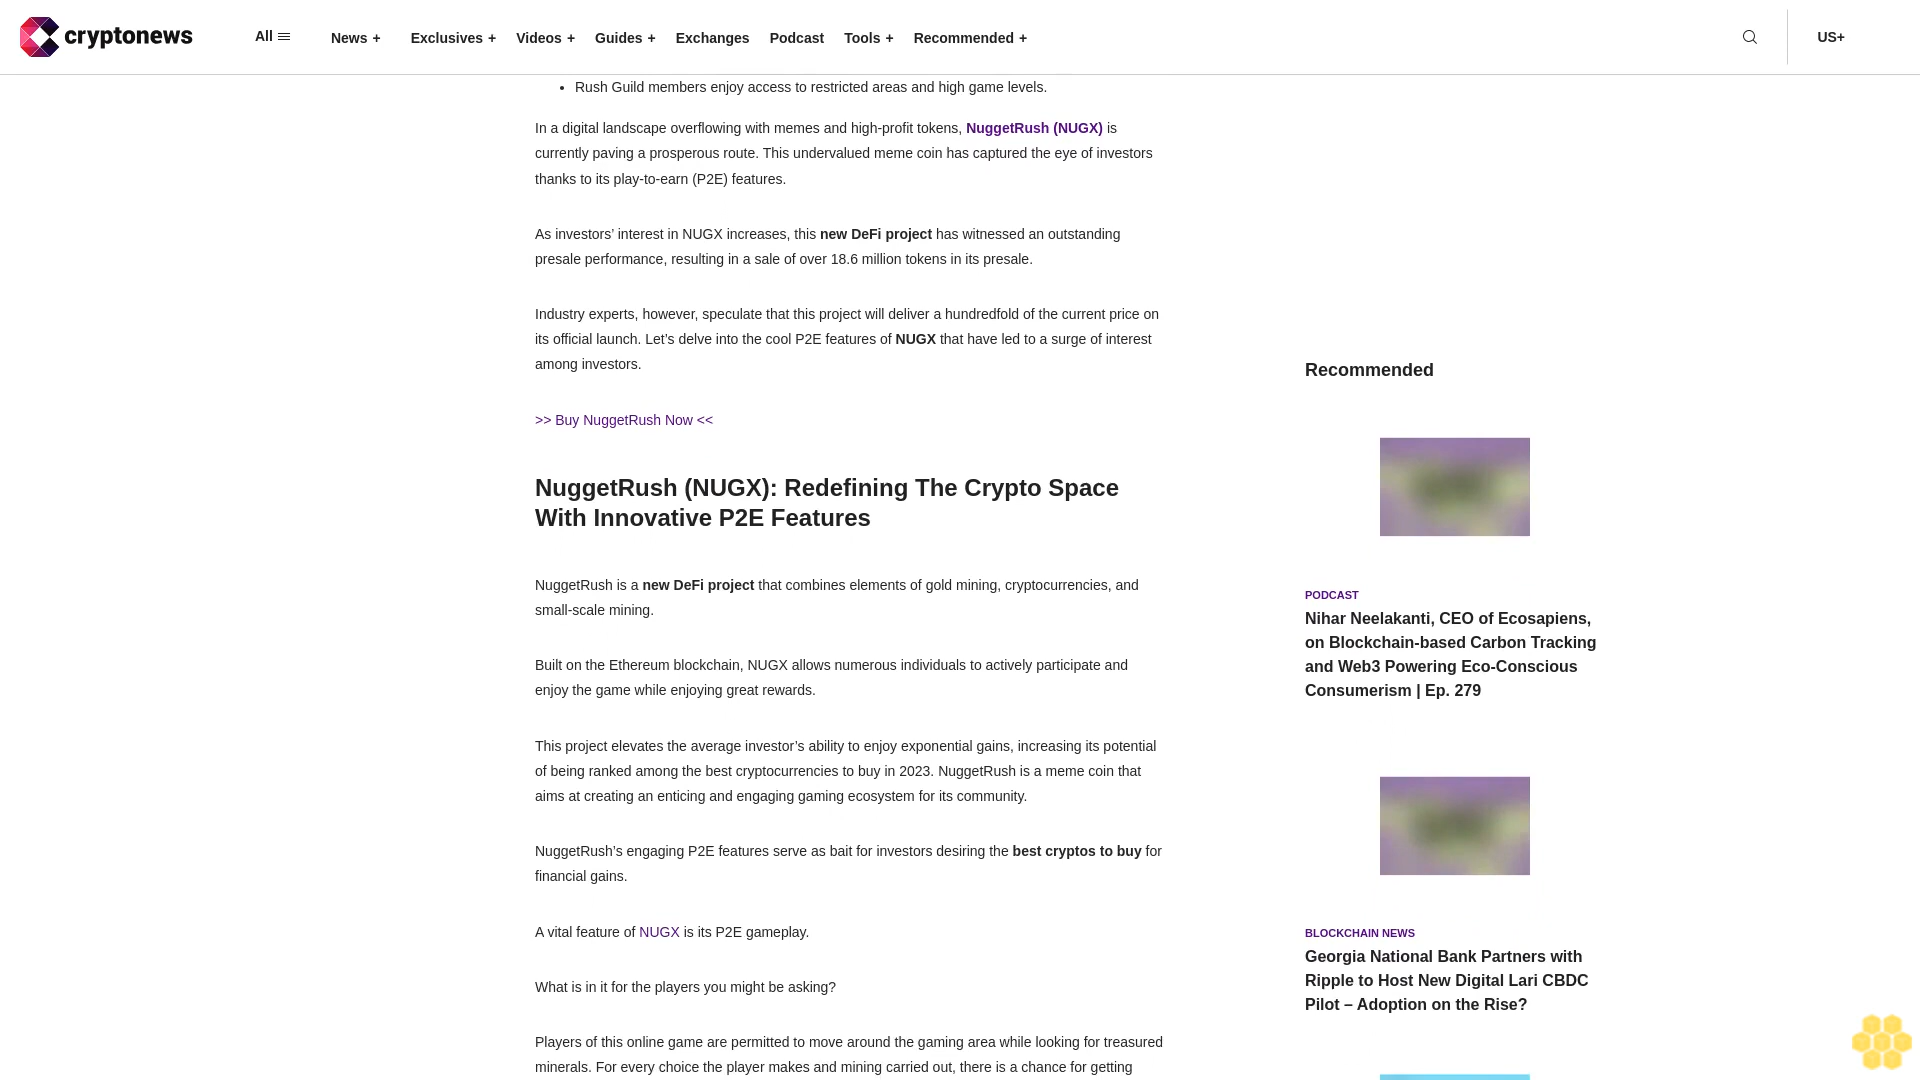 cryptonews
All
News +
Exclusives +
Videos +
Guides +
Exchanges
Podcast
Tools +
Recommended +
US+
• Rush Guild members enjoy access to restricted areas and high game levels.
In a digital landscape overflowing with memes and high-profit tokens, NuggetRush (NUGX) is
currently paving a prosperous route. This undervalued meme coin has captured the eye of investors
thanks to its play-to-earn (P2E) features.
As investors’ interest in NUGX increases, this new DeFi project has witnessed an outstanding
presale performance, resulting in a sale of over 18.6 million tokens in its presale.
Industry experts, however, speculate that this project will deliver a hundredfold of the current price on
its official launch. Let’s delve into the cool P2E features of NUGX that have led to a surge of interest
among investors.
>> Buy NuggetRush Now <<
NuggetRush (NUGX): Redefining The Crypto Space
With Innovative P2E Features
NuggetRush is a new DeFi project that combines elements of gold mining, cryptocurrencies, and
small-scale mining.
Built on the Ethereum blockchain, NUGX allows numerous individuals to actively participate and
enjoy the game while enjoying great rewards.
This project elevates the average investor’s ability to enjoy exponential gains, increasing its potential
of being ranked among the best cryptocurrencies to buy in 2023. NuggetRush is a meme coin that
aims at creating an enticing and engaging gaming ecosystem for its community.
NuggetRush’s engaging P2E features serve as bait for investors desiring the best cryptos to buy for
financial gains.
A vital feature of NUGX is its P2E gameplay.
What is in it for the players you might be asking?
Players of this online game are permitted to move around the gaming area while looking for treasured
minerals. For every choice the player makes and mining carried out, there is a chance for getting
Recommended
PODCAST
Nihar Neelakanti, CEO of Ecosapiens,
on Blockchain-based Carbon Tracking
and Web3 Powering Eco-Conscious
Consumerism | Ep. 279
BLOCKCHAIN NEWS
Georgia National Bank Partners with
Ripple to Host New Digital Lari CBDC
Pilot – Adoption on the Rise?